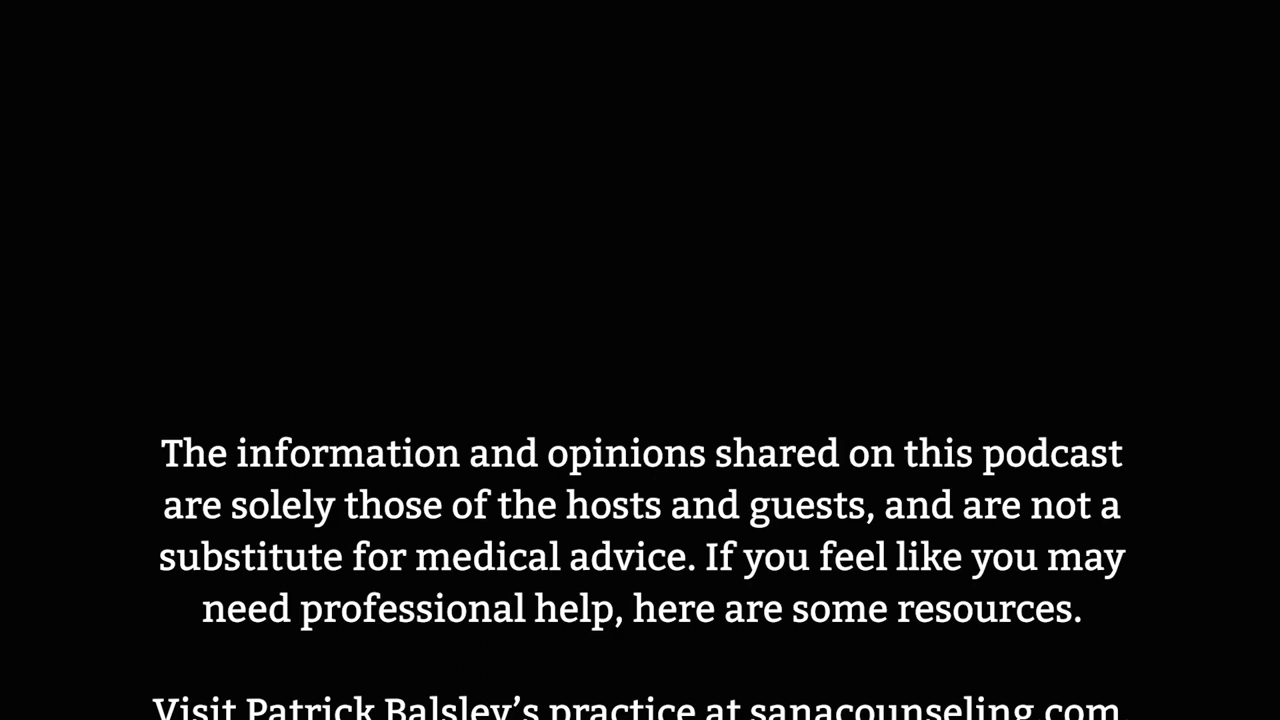 The information and opinions shared on this podcast
are solely those of the hosts and guests, and are not a
substitute for medical advice. If you feel like you may
need professional help, here are some resources.
Visit Patrick Balsley’s practice at sanacounseling.com